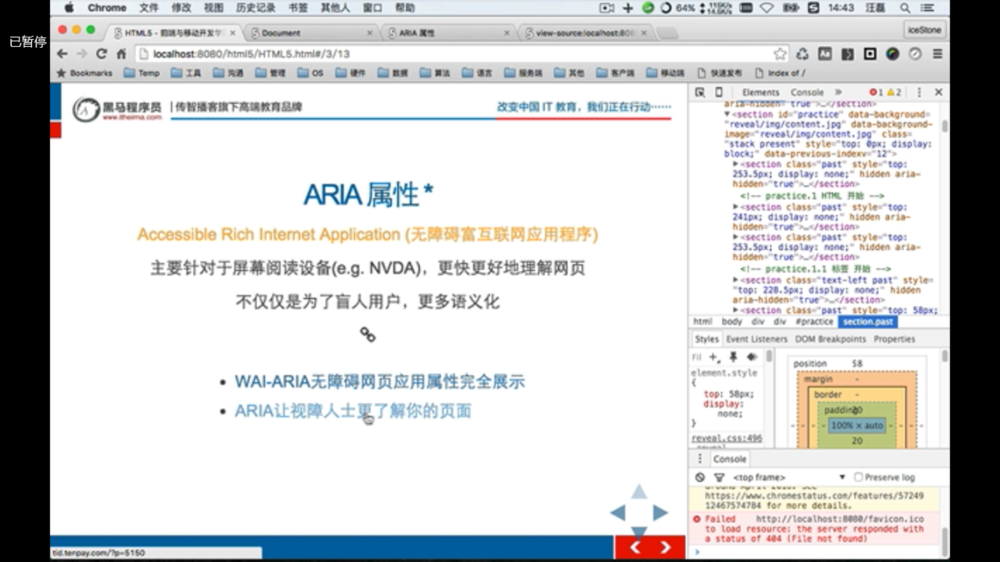 Chrome 文件 修改 视图 历史记录 书签 其他人 窗口 帮助
64%
14:43 汪磊
已暂停
HTML5 - 前端与移动开发学
Document
ARIA 属性
view-source:localhost:808
iceStone
localhost:8080/html5/HTML5.html#/3/13
Bookmarks Temp 工具 沟通 管理 OS 硬件 数据 算法 语言 服务端 其他 客户端 移动端 快速发布 Index of /
黑马程序员
www.itheima.com
传智播客旗下高端教育品牌
改变中国 IT 教育，我们正在行动······
ARIA 属性 *
Accessible Rich Internet Application (无障碍富互联网应用程序)
主要针对于屏幕阅读设备(e.g. NVDA)，更快更好地理解网页
不仅仅是为了盲人用户，更多语义化
• WAI-ARIA无障碍网页应用属性完全展示
• ARIA让视障人士更了解你的页面
tid.tenpay.com/?p=5150
Elements Console » 1 2
aria-hidden="true">…</section>
▼<section id="practice" data-background=
"reveal/img/content.jpg" data-background-
image="reveal/img/content.jpg" class=
"stack present" style="top: 0px; display:
block;" data-previous-indexv="12">
▶<section class="past" style="top:
253.5px; display: none;" hidden aria-
hidden="true">…</section>
<!-- practice.1 HTML 开始 -->
▶<section class="past" style="top:
241px; display: none;" hidden aria-
hidden="true">…</section>
▶<section class="past" style="top:
253.5px; display: none;" hidden aria-
hidden="true">…</section>
<!-- practice.1.1 标签 开始 -->
▶<section class="text-left past" style=
"top: 228.5px; display: none;" hidden
aria-hidden="true">…</section>
▶<section class="past" style="top: 58px;
html body div div #practice section.past
Styles Event Listeners DOM Breakpoints Properties
Fil
element.style
{
top: 58px;
display:
none;
}
reveal.css:496
position 58
margin -
border -
padding 20
100% × auto
20
Console
<top frame> ▼ Preserve log
https://www.chromestatus.com/features/57249
12467574784 for more details.
Failed http://localhost:8080/favicon.ico
to load resource: the server responded with
a status of 404 (File not found)